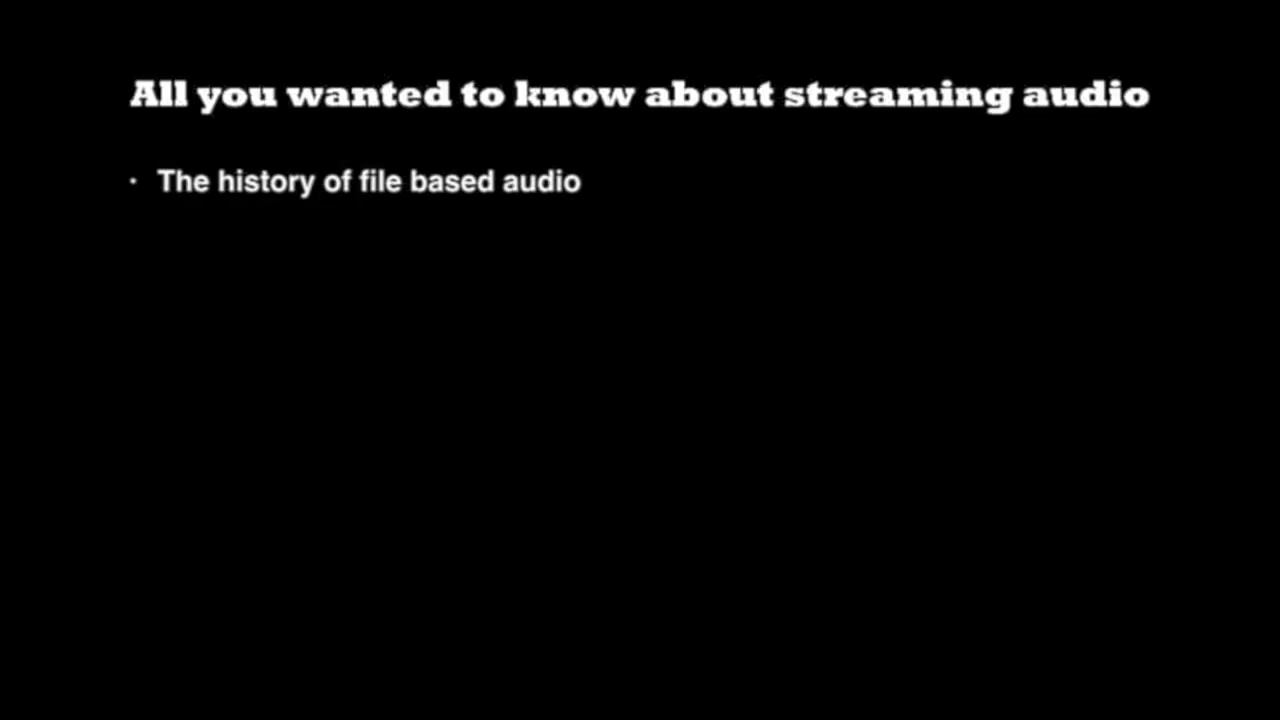 All you wanted to know about streaming audio
• The history of file based audio